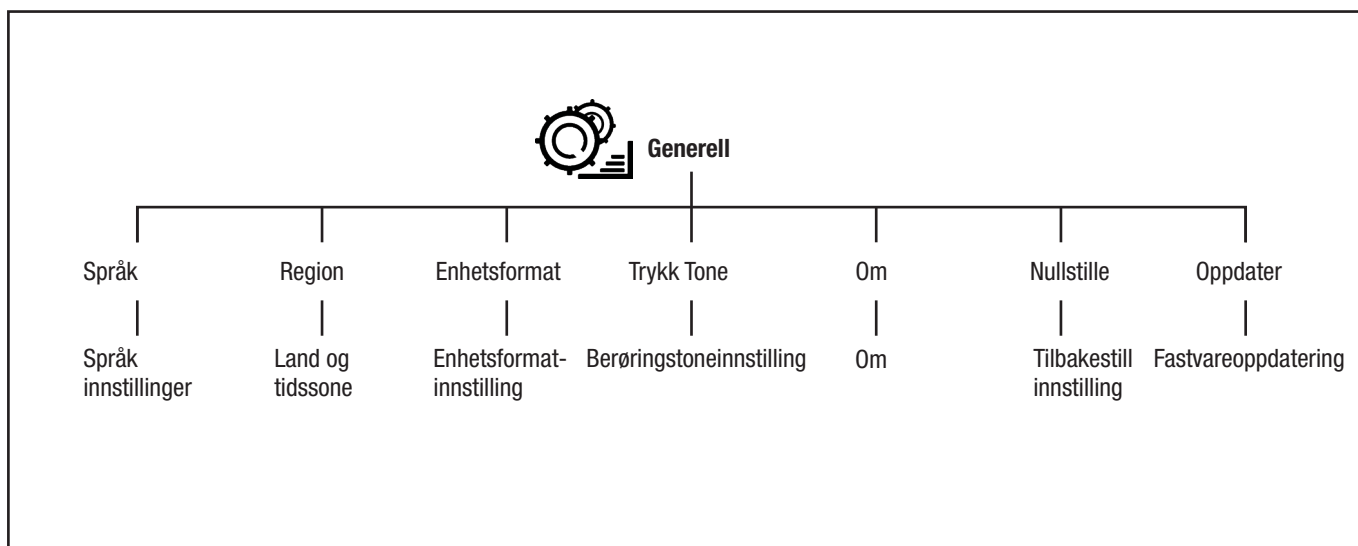 Generell
Språk
Region
Enhetsformat
Trykk Tone
Om
Nullstille
Oppdater
Språk
innstillinger
Land og
tidssone
Enhetsformat-
innstilling
Berøringstoneinnstilling
Om
Tilbakestill
innstilling
Fastvareoppdatering